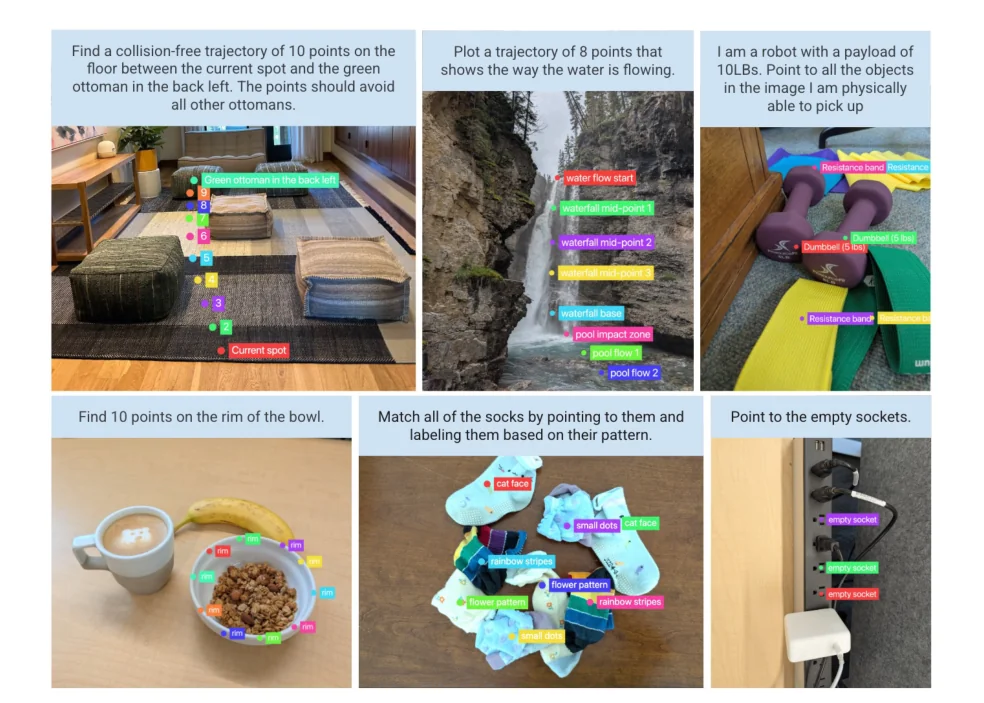 Find a collision-free trajectory of 10 points on the
floor between the current spot and the green
ottoman in the back left. The points should avoid
all other ottomans.
Green ottoman in the back left
9
8
7
6
5
4
3
2
Current spot
Plot a trajectory of 8 points that
shows the way the water is flowing.
water flow start
waterfall mid-point 1
waterfall mid-point 2
waterfall mid-point 3
waterfall base
pool impact zone
pool flow 1
pool flow 2
I am a robot with a payload of
10LBs. Point to all the objects
in the image I am physically
able to pick up
Resistance band Resistance
Dumbbell (5 lbs)
Dumbbell (5 lbs)
Resistance band Resistance ba
Find 10 points on the rim of the bowl.
rim
rim
rim
rim
rim
rim
rim
rim
rim
rim
Match all of the socks by pointing to them and
labeling them based on their pattern.
cat face
small dots
cat face
rainbow stripes
flower pattern
flower pattern
rainbow stripes
small dots
Point to the empty sockets.
empty socket
empty socket
empty socket